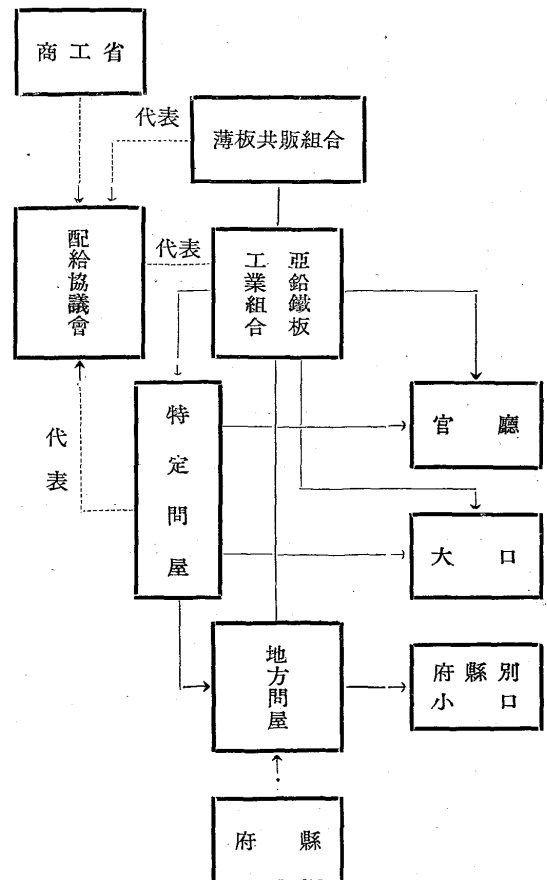 商工省
代表
薄板共販組合
配給協議會
代表
亞鉛鐵板
工業組合
代表
特定問屋
官廳
大口
地方問屋
府縣別
小口
府縣